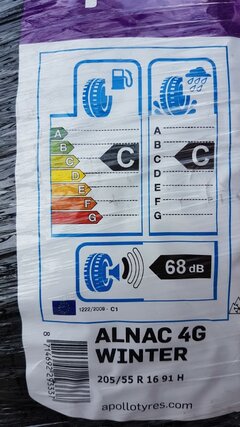 A
B
C
D
E
F
G
C
A
B
C
D
E
F
G
C
68 dB
1222/2009 - C1
ALNAC 4G
WINTER
205/55 R 16 91 H
apollotyres.com